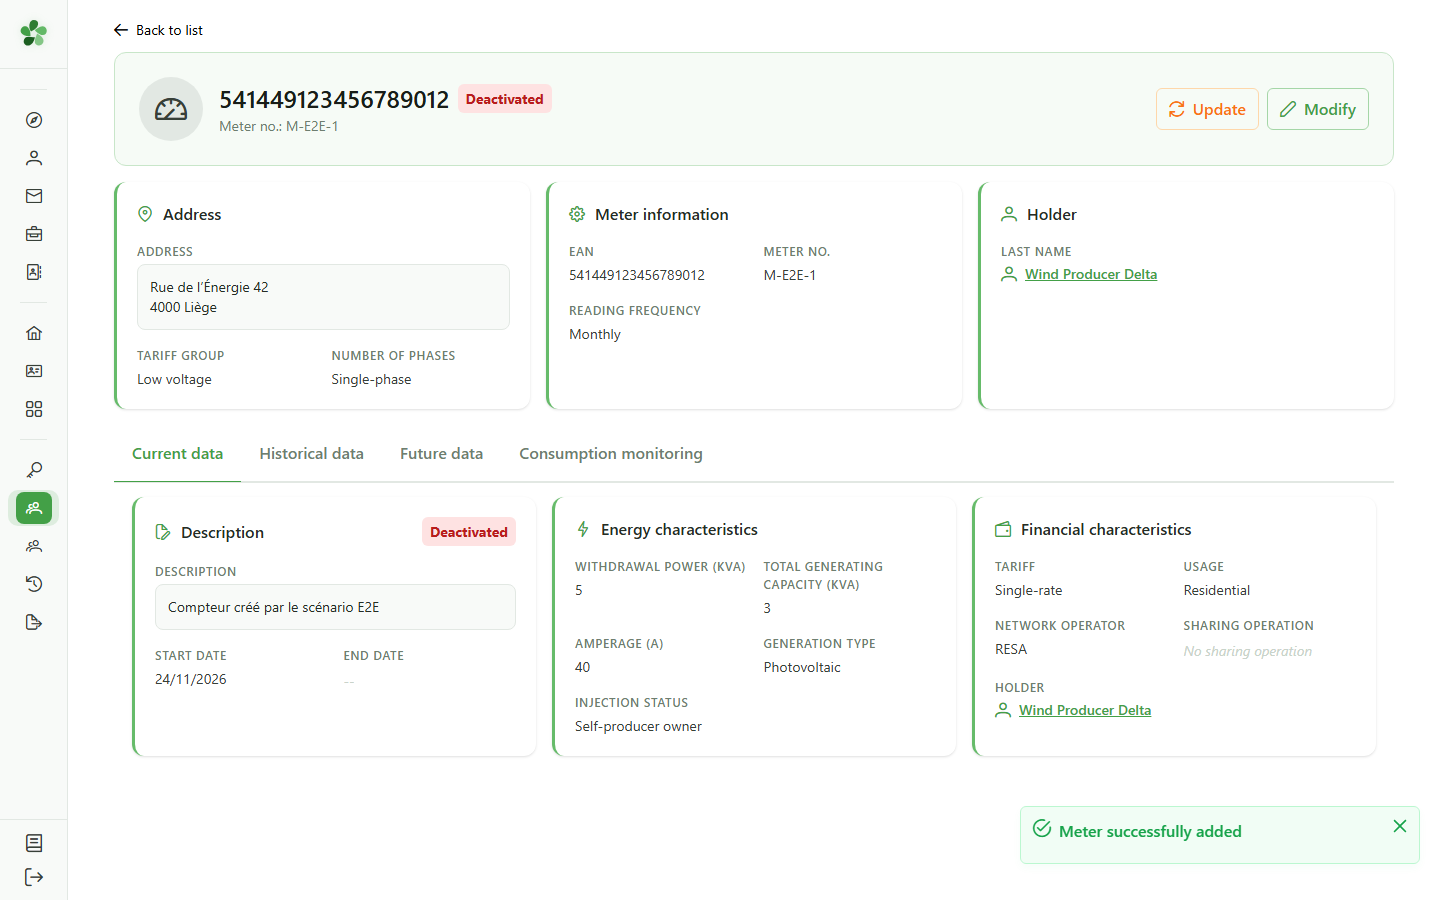 Back to list
541449123456789012 Deactivated
Meter no.: M-E2E-1
Update
Modify
Address
ADDRESS
Rue de l'Énergie 42
4000 Liège
TARIFF GROUP
NUMBER OF PHASES
Low voltage
Single-phase
Meter information
EAN
METER NO.
541449123456789012
M-E2E-1
READING FREQUENCY
Monthly
Holder
LAST NAME
Wind Producer Delta
Current data
Historical data
Future data
Consumption monitoring
Description
Deactivated
DESCRIPTION
Compteur créé par le scénario E2E
START DATE
END DATE
24/11/2026
--
Energy characteristics
WITHDRAWAL POWER (KVA)
5
TOTAL GENERATING
CAPACITY (KVA)
3
AMPERAGE (A)
GENERATION TYPE
40
Photovoltaic
INJECTION STATUS
Self-producer owner
Financial characteristics
TARIFF
USAGE
Single-rate
Residential
NETWORK OPERATOR
SHARING OPERATION
RESA
No sharing operation
HOLDER
Wind Producer Delta
Meter successfully added